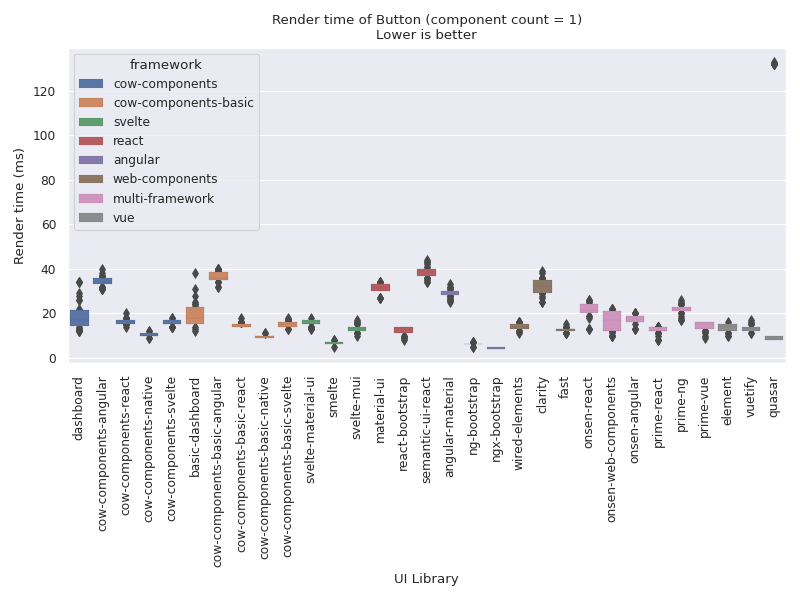 Render time of Button (component count = 1)
Lower is better
framework
cow-components
cow-components-basic
svelte
react
angular
web-components
multi-framework
vue
Render time (ms)
120
100
80
60
40
20
0
dashboard
cow-components-angular
cow-components-react
cow-components-native
cow-components-svelte
basic-dashboard
cow-components-basic-angular
cow-components-basic-react
cow-components-basic-native
cow-components-basic-svelte
svelte-material-ui
smelte
svelte-mui
material-ui
react-bootstrap
semantic-ui-react
angular-material
ng-bootstrap
ngx-bootstrap
wired-elements
clarity
fast
onsen-react
onsen-web-components
onsen-angular
prime-react
prime-ng
prime-vue
element
vuetify
quasar
UI Library